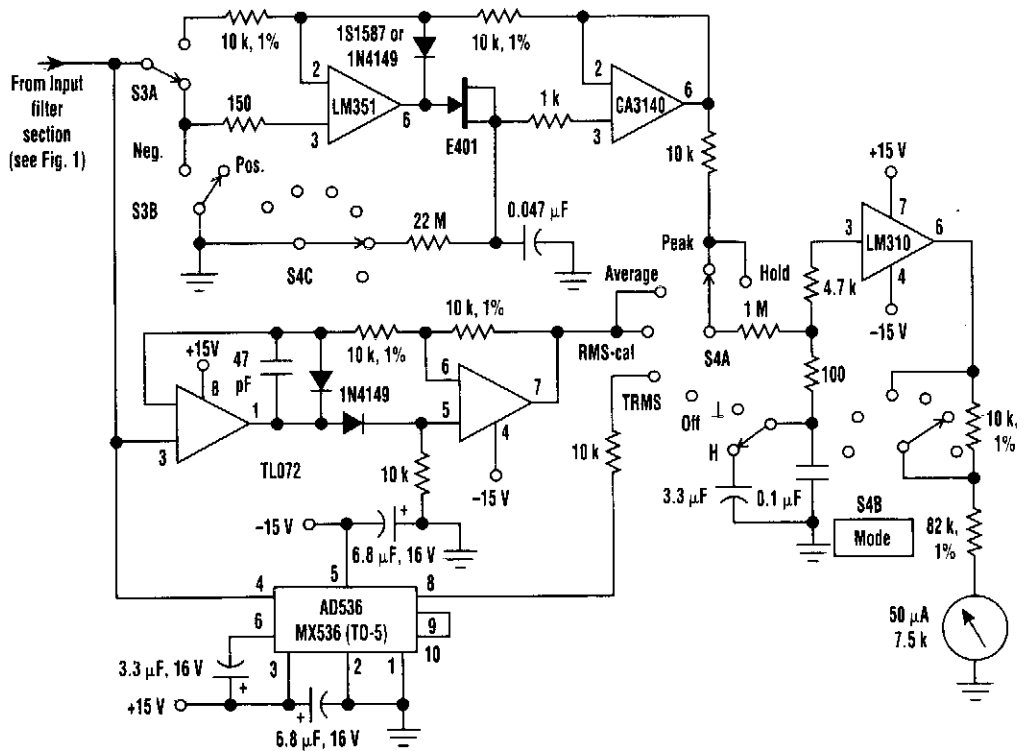 10 k, 1%
1S1587 or
1N4149
10 k, 1%
From Input
filter
section
(see Fig. 1)
S3A
2
LM351
6
3
150
E401
1 k
2
CA3140
6
3
10 k
Neg.
Pos.
S3B
S4C
22 M
0.047 µF
Peak
Hold
+15 V
7
3
LM310
6
4
–15 V
4.7 k
Average
RMS-cal
S4A
1 M
100
TRMS
10 k, 1%
10 k, 1%
+15V
8
47
pF
1N4149
1
3
TL072
6
7
5
4
–15 V
10 k
10 k
Off
⊥
H
3.3 µF
0.1 µF
S4B
Mode
10 k,
1%
82 k,
1%
50 µA
7.5 k
–15 V
+
6.8 µF, 16 V
4
5
8
AD536
MX536 (TO-5)
9
10
6
3
2
1
3.3 µF, 16 V
+
+15 V
+
6.8 µF, 16 V